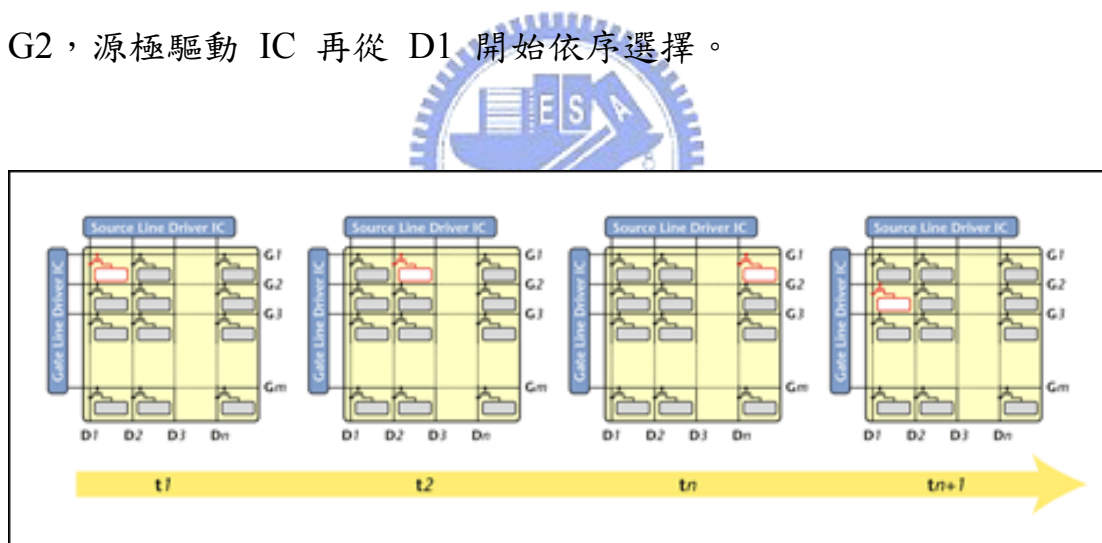 G2，源極驅動 IC 再從 D1 開始依序選擇。
E S A
Source Line Driver IC Source Line Driver IC Source Line Driver IC Source Line Driver IC
Gate Line Driver IC Gate Line Driver IC Gate Line Driver IC Gate Line Driver IC
G1 G1 G1 G1
G2 G2 G2 G2
G3 G3 G3 G3
Gm Gm Gm Gm
D1 D2 D3 Dn D1 D2 D3 Dn D1 D2 D3 Dn D1 D2 D3 Dn
t1 t2 tn tn+1